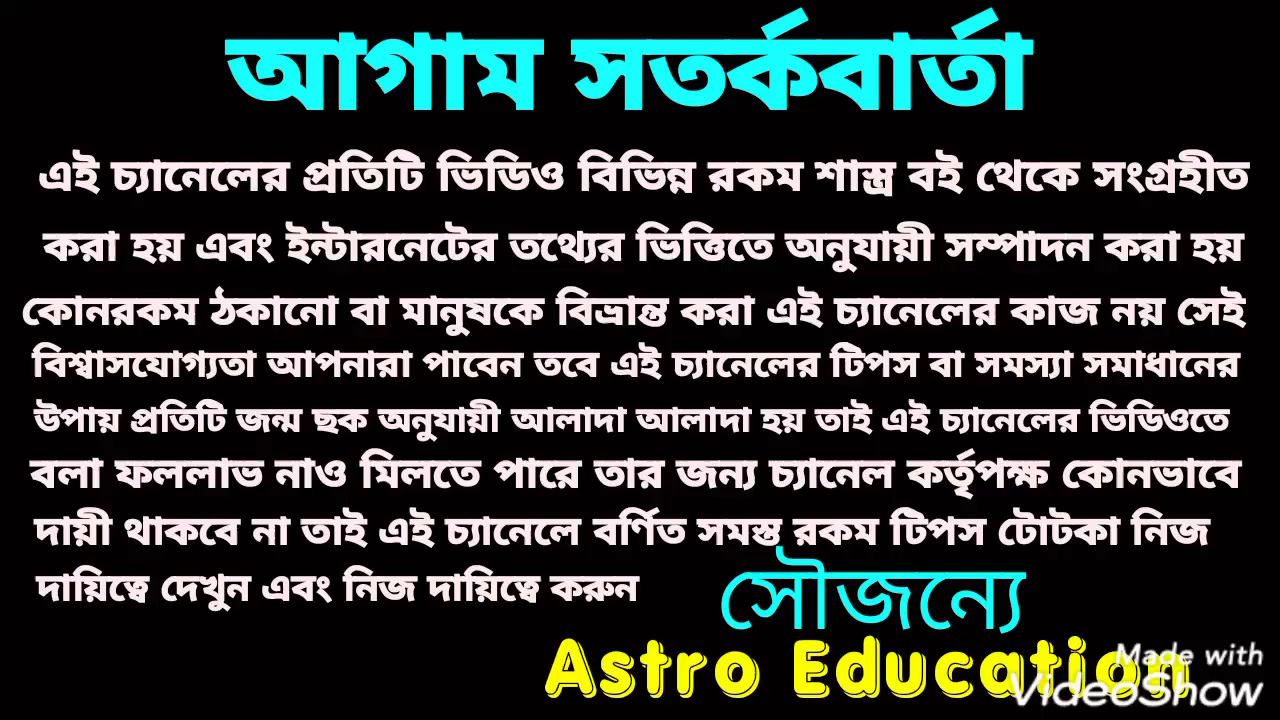 আগাম সতর্কবার্তা
এই চ্যানেলের প্রতিটি ভিডিও বিভিন্ন রকম শাস্ত্র বই থেকে সংগ্রহীত
করা হয় এবং ইন্টারনেটের তথ্যের ভিত্তিতে অনুযায়ী সম্পাদন করা হয়
কোনরকম ঠকানো বা মানুষকে বিভ্রান্ত করা এই চ্যানেলের কাজ নয় সেই
বিশ্বাসযোগ্যতা আপনারা পাবেন তবে এই চ্যানেলের টিপস বা সমস্যা সমাধানের
উপায় প্রতিটি জন্ম ছক অনুযায়ী আলাদা আলাদা হয় তাই এই চ্যানেলের ভিডিওতে
বলা ফললাভ নাও মিলতে পারে তার জন্য চ্যানেল কর্তৃপক্ষ কোনভাবে
দায়ী থাকবে না তাই এই চ্যানেলে বর্ণিত সমস্ত রকম টিপস টোটকা নিজ
দায়িত্বে দেখুন এবং নিজ দায়িত্বে করুন
সৌজন্যে
Astro Education
Made with
VideoShow